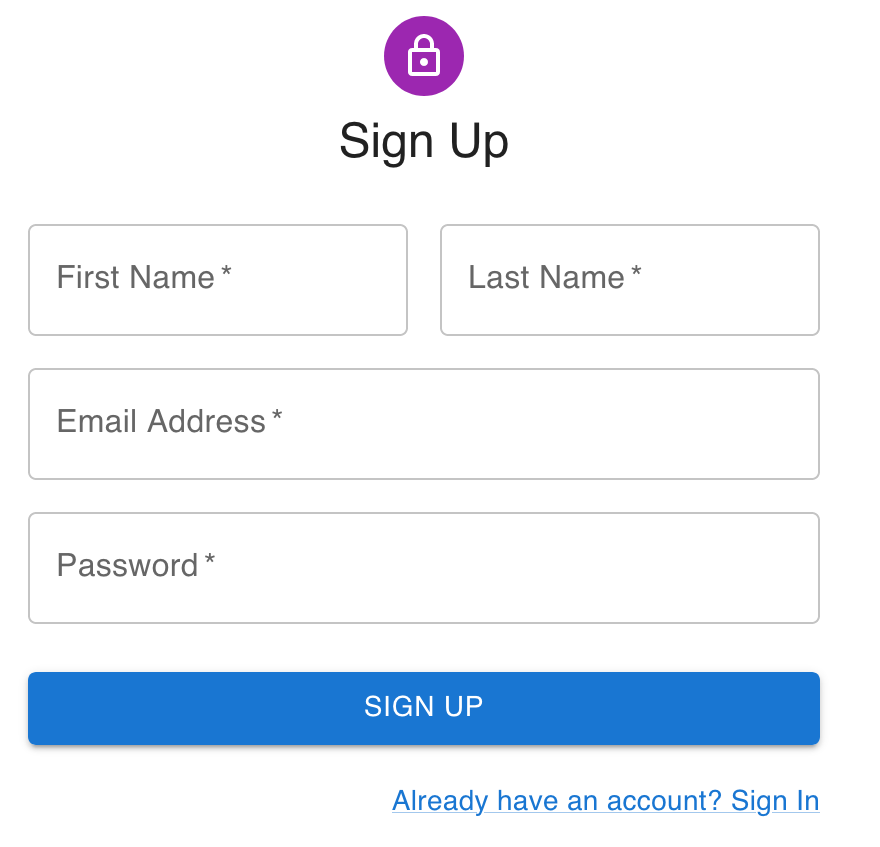 Sign Up
First Name *
Last Name *
Email Address *
Password *
SIGN UP
Already have an account? Sign In